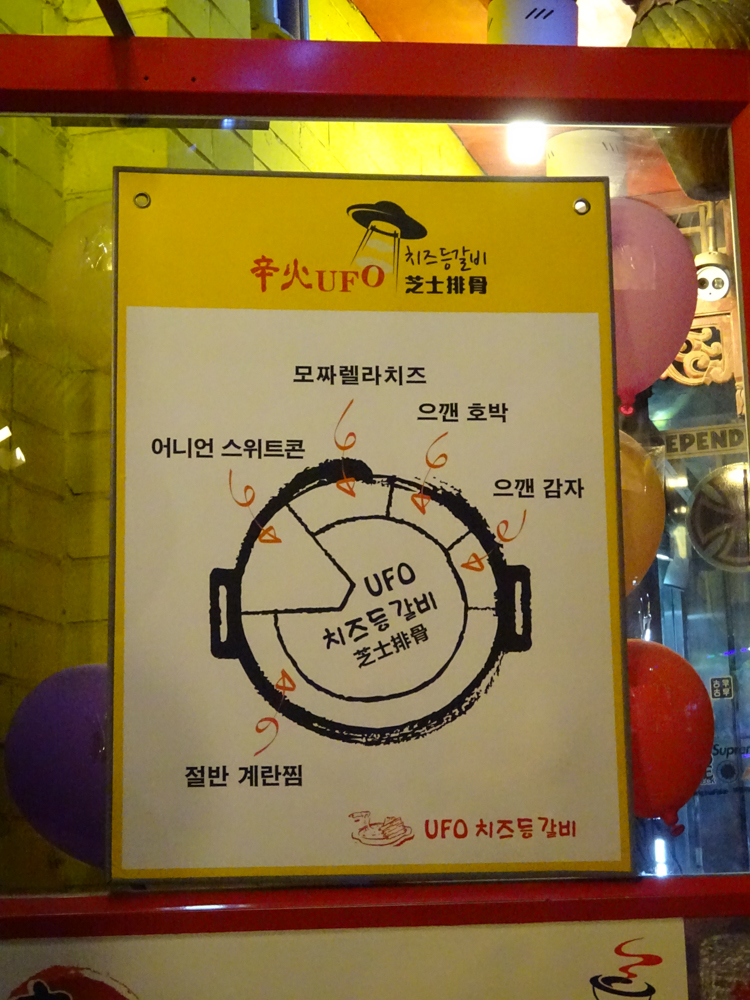 辛火UFO
치즈등갈비
芝士排骨
모짜렐라치즈
으깬 호박
어니언 스위트콘
으깬 감자
UFO
치즈등갈비
芝士排骨
절반 계란찜
UFO 치즈등갈비
EPEND
Suprem